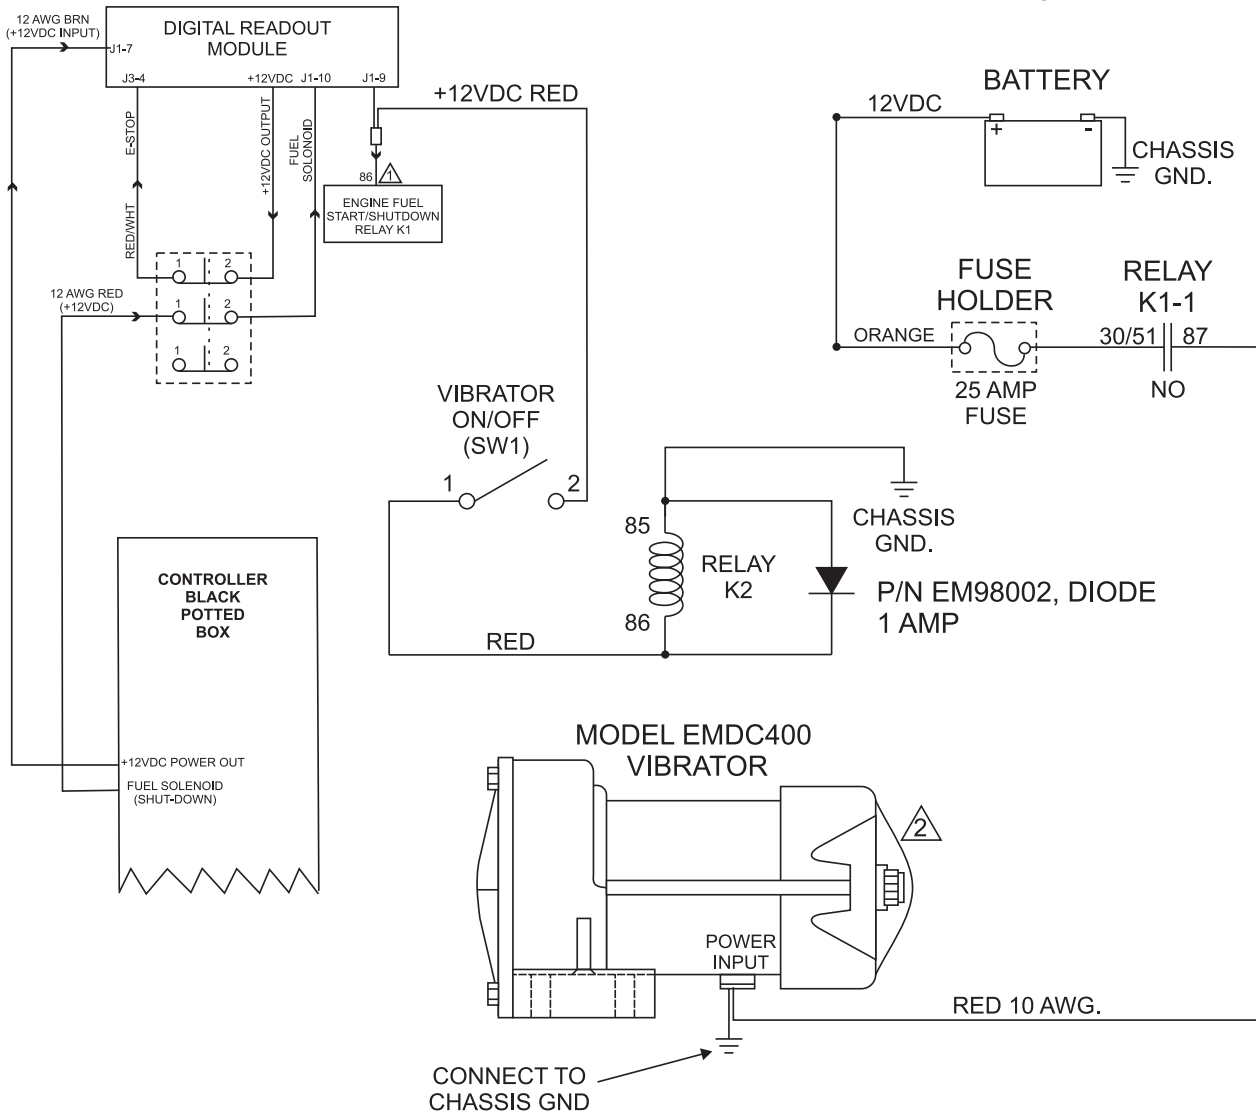 12 AWG BRN
(+12VDC INPUT)
DIGITAL READOUT
MODULE
J1-7
J3-4
+12VDC
J1-10
J1-9
E-STOP
RED/WHT
+12VDC OUTPUT
FUEL
SOLONOID
+12VDC RED
86
1
ENGINE FUEL
START/SHUTDOWN
RELAY K1
1
2
12 AWG RED
(+12VDC)
1
2
1
2
BATTERY
12VDC
+
-
CHASSIS
GND.
FUSE
HOLDER
ORANGE
25 AMP
FUSE
RELAY
K1-1
30/51
87
NO
VIBRATOR
ON/OFF
(SW1)
1
2
CHASSIS
GND.
85
RELAY
K2
86
RED
P/N EM98002, DIODE
1 AMP
CONTROLLER
BLACK
POTTED
BOX
+12VDC POWER OUT
FUEL SOLENOID
(SHUT-DOWN)
MODEL EMDC400
VIBRATOR
2
POWER
INPUT
RED 10 AWG.
CONNECT TO
CHASSIS GND